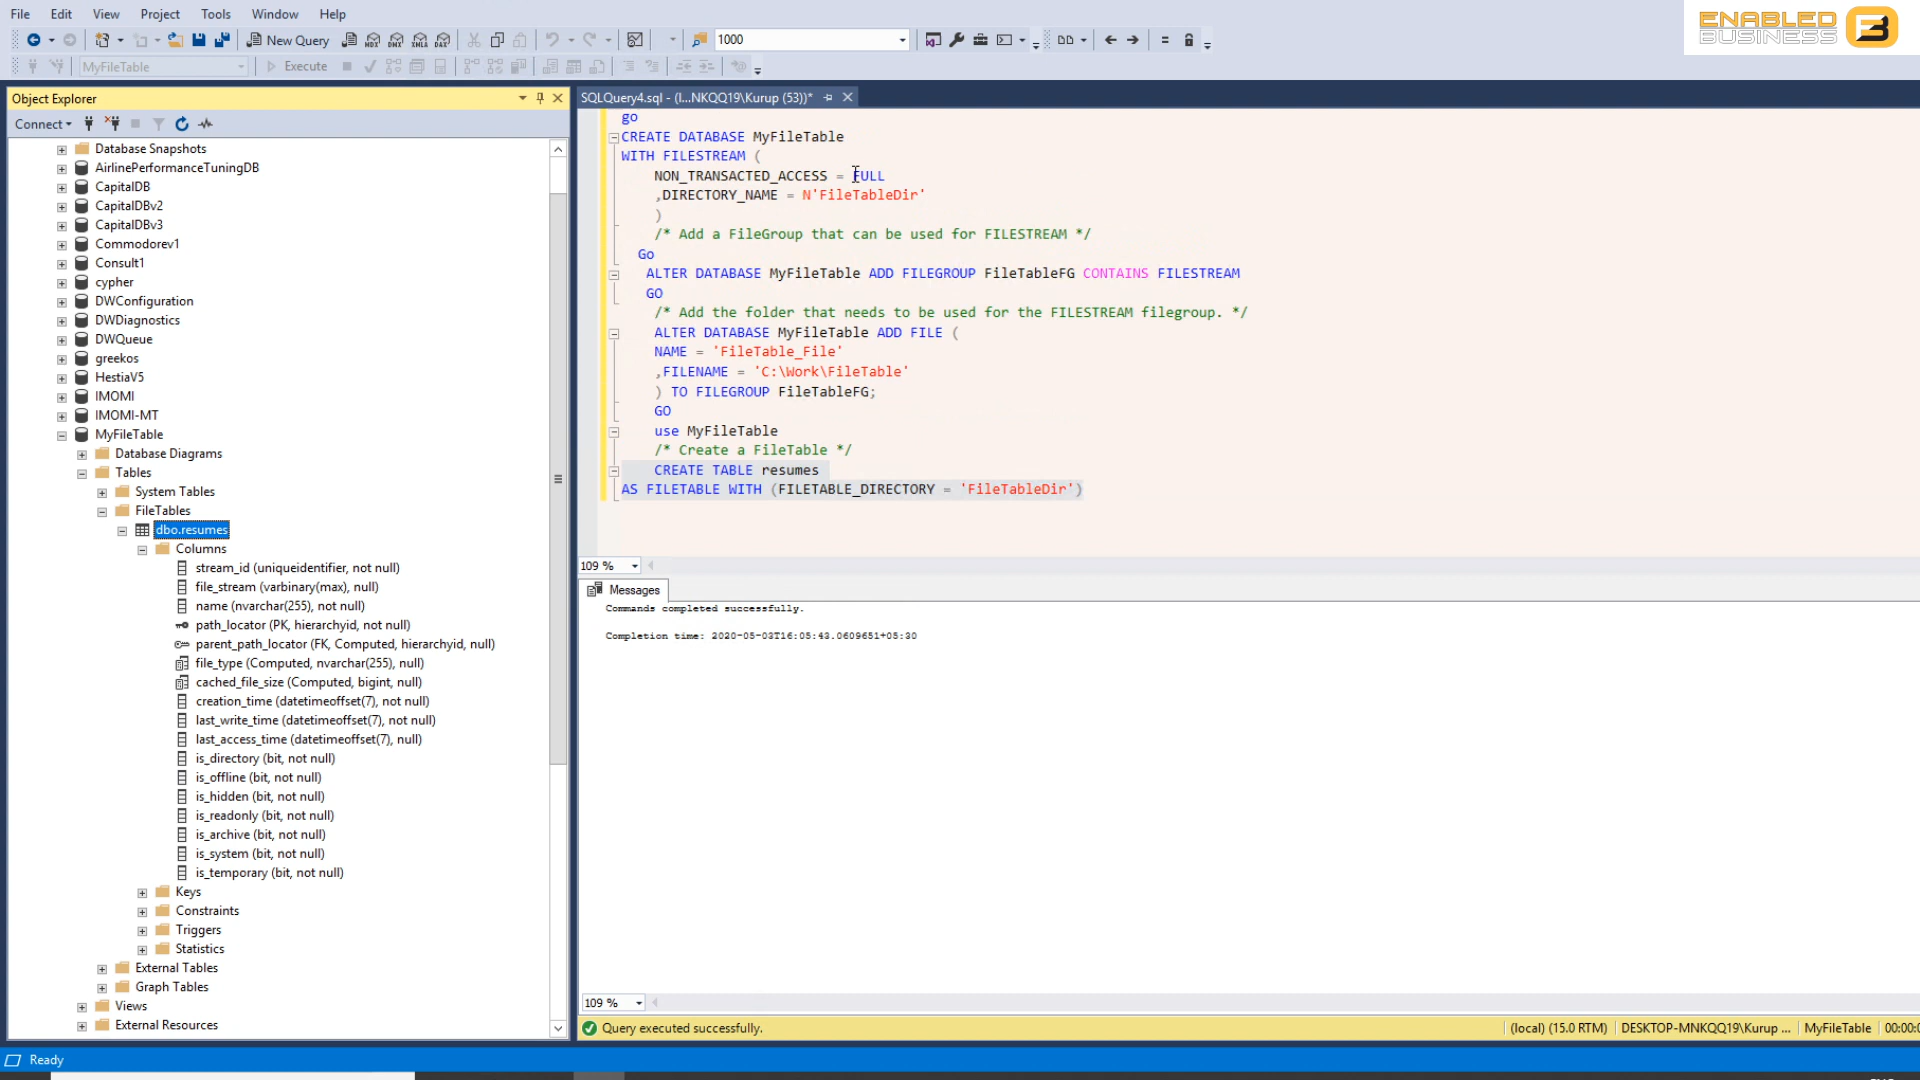 File Edit View Project Tools Window Help
New Query 1000
MyFileTable Execute
ENABLED
BUSINESS
Object Explorer
Connect
Database Snapshots
AirlinePerformanceTuningDB
CapitalDB
CapitalDBv2
CapitalDBv3
Commodorev1
Consult1
cypher
DWConfiguration
DWDiagnostics
DWQueue
greekos
HestiaV5
IMOMI
IMOMI-MT
MyFileTable
Database Diagrams
Tables
System Tables
FileTables
dbo.resumes
Columns
stream_id (uniqueidentifier, not null)
file_stream (varbinary(max), null)
name (nvarchar(255), not null)
path_locator (PK, hierarchyid, not null)
parent_path_locator (FK, Computed, hierarchyid, null)
file_type (Computed, nvarchar(255), null)
cached_file_size (Computed, bigint, null)
creation_time (datetimeoffset(7), not null)
last_write_time (datetimeoffset(7), not null)
last_access_time (datetimeoffset(7), null)
is_directory (bit, not null)
is_offline (bit, not null)
is_hidden (bit, not null)
is_readonly (bit, not null)
is_archive (bit, not null)
is_system (bit, not null)
is_temporary (bit, not null)
Keys
Constraints
Triggers
Statistics
External Tables
Graph Tables
Views
External Resources
SQLQuery4.sql - (l...NKQQ19\Kurup (53))*
go
CREATE DATABASE MyFileTable
WITH FILESTREAM (
NON_TRANSACTED_ACCESS = FULL
,DIRECTORY_NAME = N'FileTableDir'
)
/* Add a FileGroup that can be used for FILESTREAM */
Go
ALTER DATABASE MyFileTable ADD FILEGROUP FileTableFG CONTAINS FILESTREAM
GO
/* Add the folder that needs to be used for the FILESTREAM filegroup. */
ALTER DATABASE MyFileTable ADD FILE (
NAME = 'FileTable_File'
,FILENAME = 'C:\Work\FileTable'
) TO FILEGROUP FileTableFG;
GO
use MyFileTable
/* Create a FileTable */
CREATE TABLE resumes
AS FILETABLE WITH (FILETABLE_DIRECTORY = 'FileTableDir')
109 %
Messages
Commands completed successfully.
Completion time: 2020-05-03T16:05:43.0609651+05:30
109 %
Query executed successfully. (local) (15.0 RTM) DESKTOP-MNKQQ19\Kurup ... MyFileTable 00:00:0
Ready